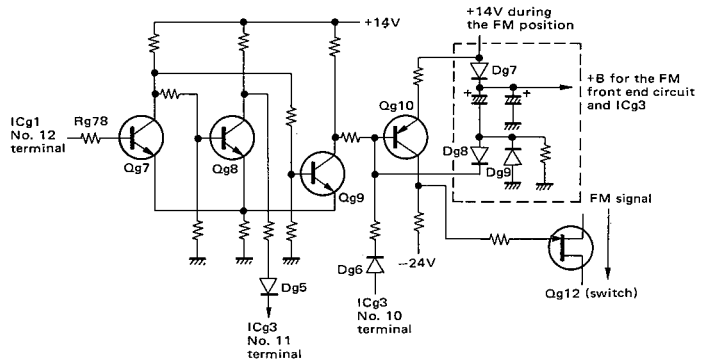 +14V
+14V during
the FM position
Dg7
+
+
+B for the FM
front end circuit
and ICg3
Qg10
ICg1
No. 12
terminal
Rg78
Qg7
Qg8
Qg9
Dg8
Dg9
FM signal
Dg6
−24V
Dg5
ICg3
No. 11
terminal
ICg3
No. 10
terminal
Qg12 (switch)